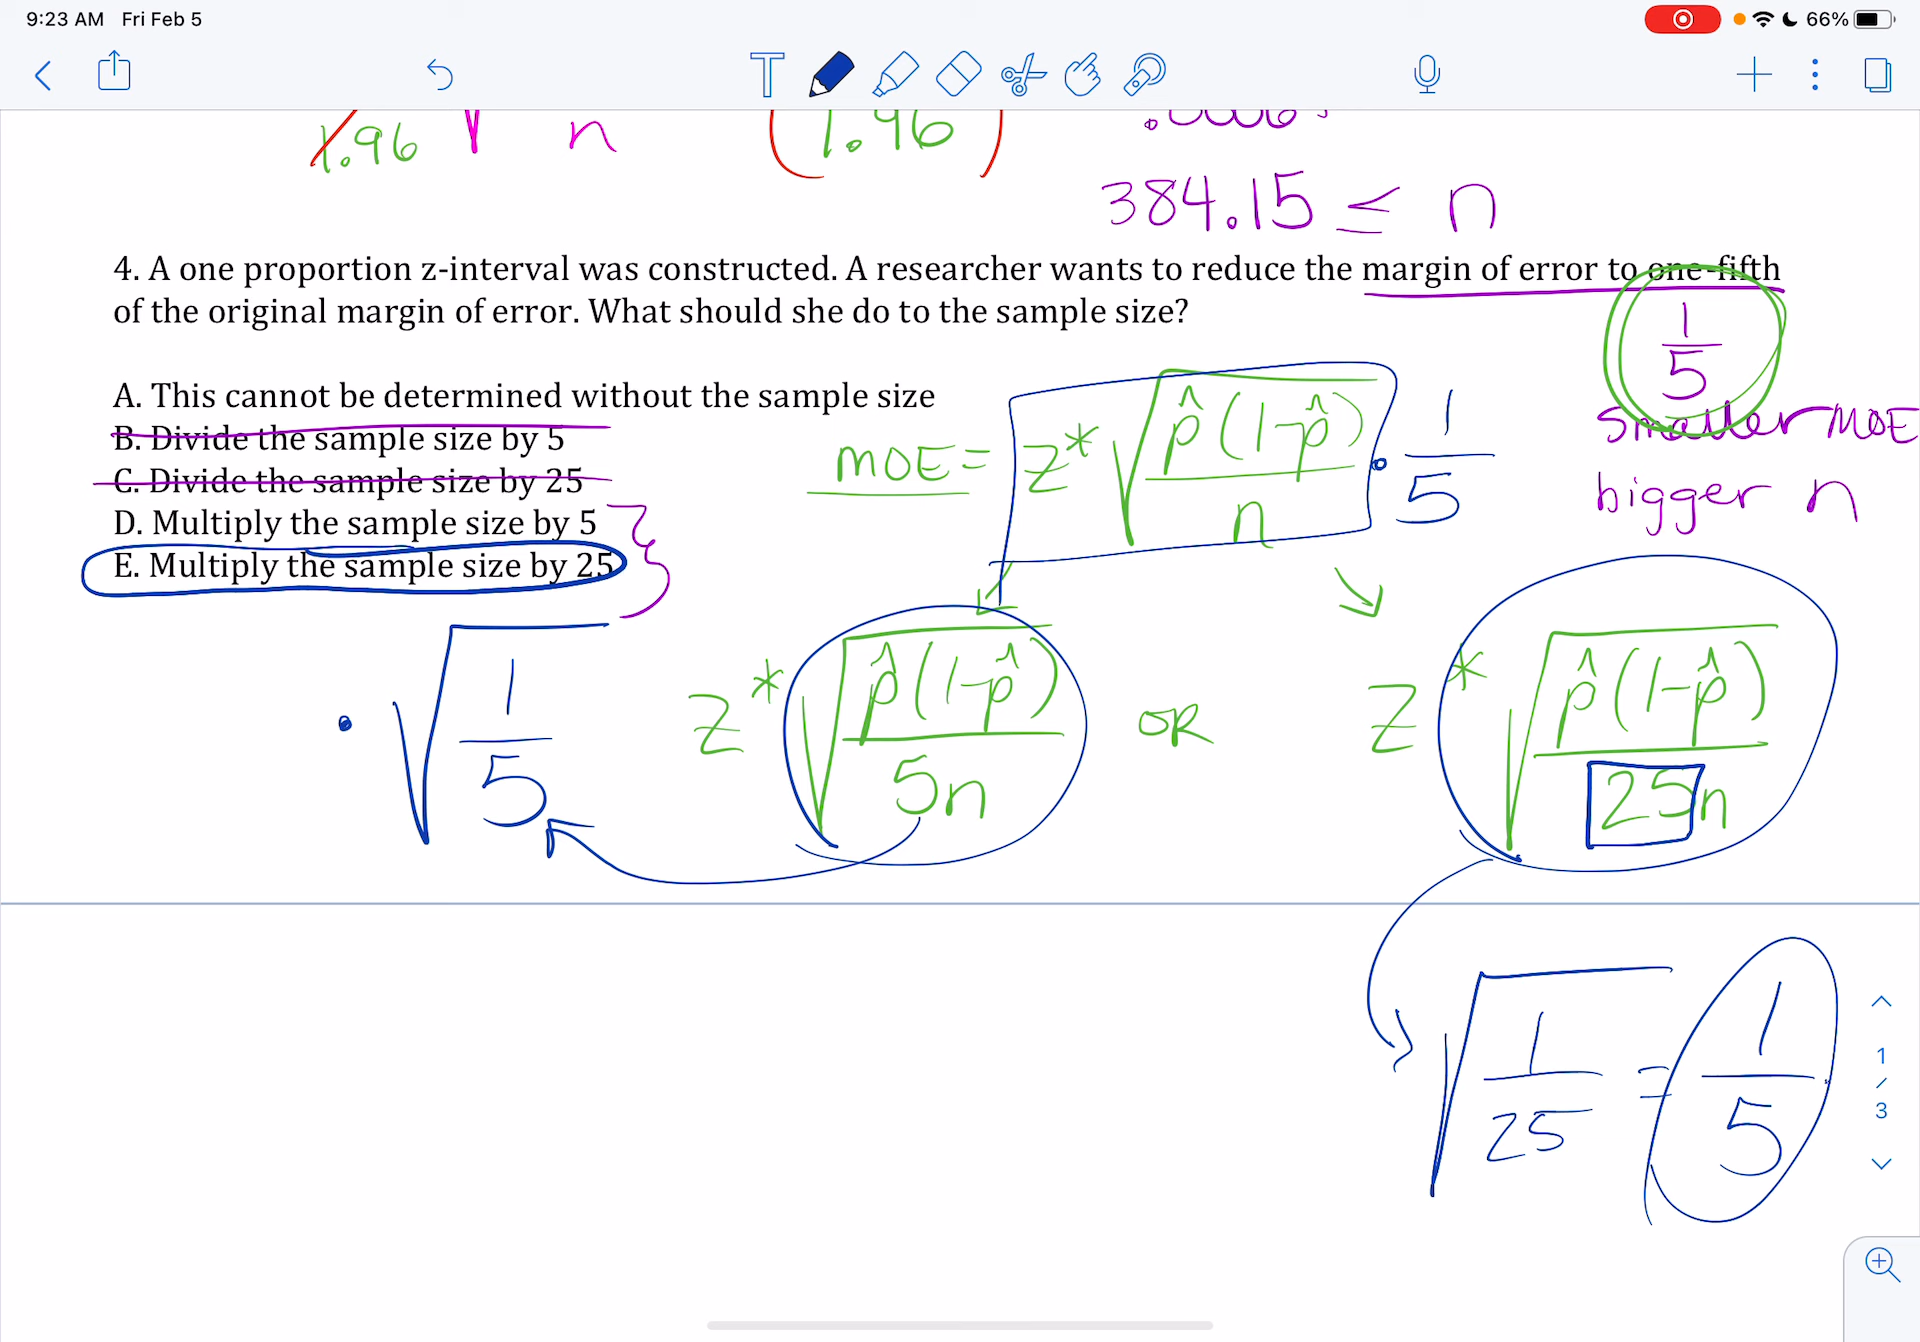 9:23 AM Fri Feb 5
66%
1.96 √ n (1.96)
384.15 ≤ n
4. A one proportion z-interval was constructed. A researcher wants to reduce the margin of error to one-fifth
of the original margin of error. What should she do to the sample size?
1/5
A. This cannot be determined without the sample size
B. Divide the sample size by 5
C. Divide the sample size by 25
D. Multiply the sample size by 5
E. Multiply the sample size by 25
MOE = z* √(p̂(1-p̂)/n) · 1/5
smaller MOE
bigger n
· √(1/5)
z* √(p̂(1-p̂)/5n) OR z* √(p̂(1-p̂)/25n)
√(1/25) = 1/5
1
/
3